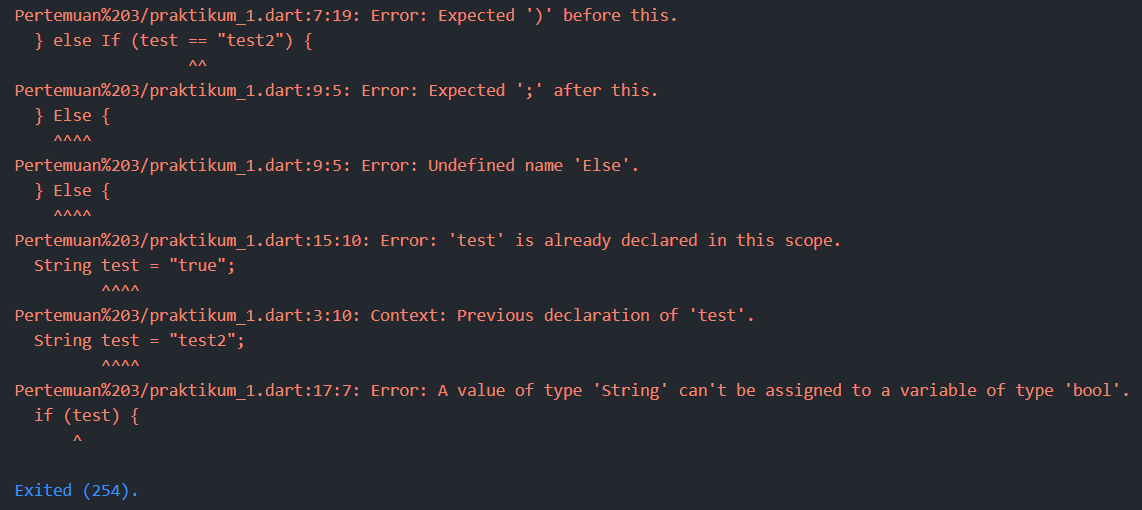 Pertemuan%203/praktikum_1.dart:7:19: Error: Expected ')' before this.
  } else If (test == "test2") {
                  ^^
Pertemuan%203/praktikum_1.dart:9:5: Error: Expected ';' after this.
  } Else {
    ^^^^
Pertemuan%203/praktikum_1.dart:9:5: Error: Undefined name 'Else'.
  } Else {
    ^^^^
Pertemuan%203/praktikum_1.dart:15:10: Error: 'test' is already declared in this scope.
  String test = "true";
         ^^^^
Pertemuan%203/praktikum_1.dart:3:10: Context: Previous declaration of 'test'.
  String test = "test2";
         ^^^^
Pertemuan%203/praktikum_1.dart:17:7: Error: A value of type 'String' can't be assigned to a variable of type 'bool'.
  if (test) {
      ^
Exited (254).